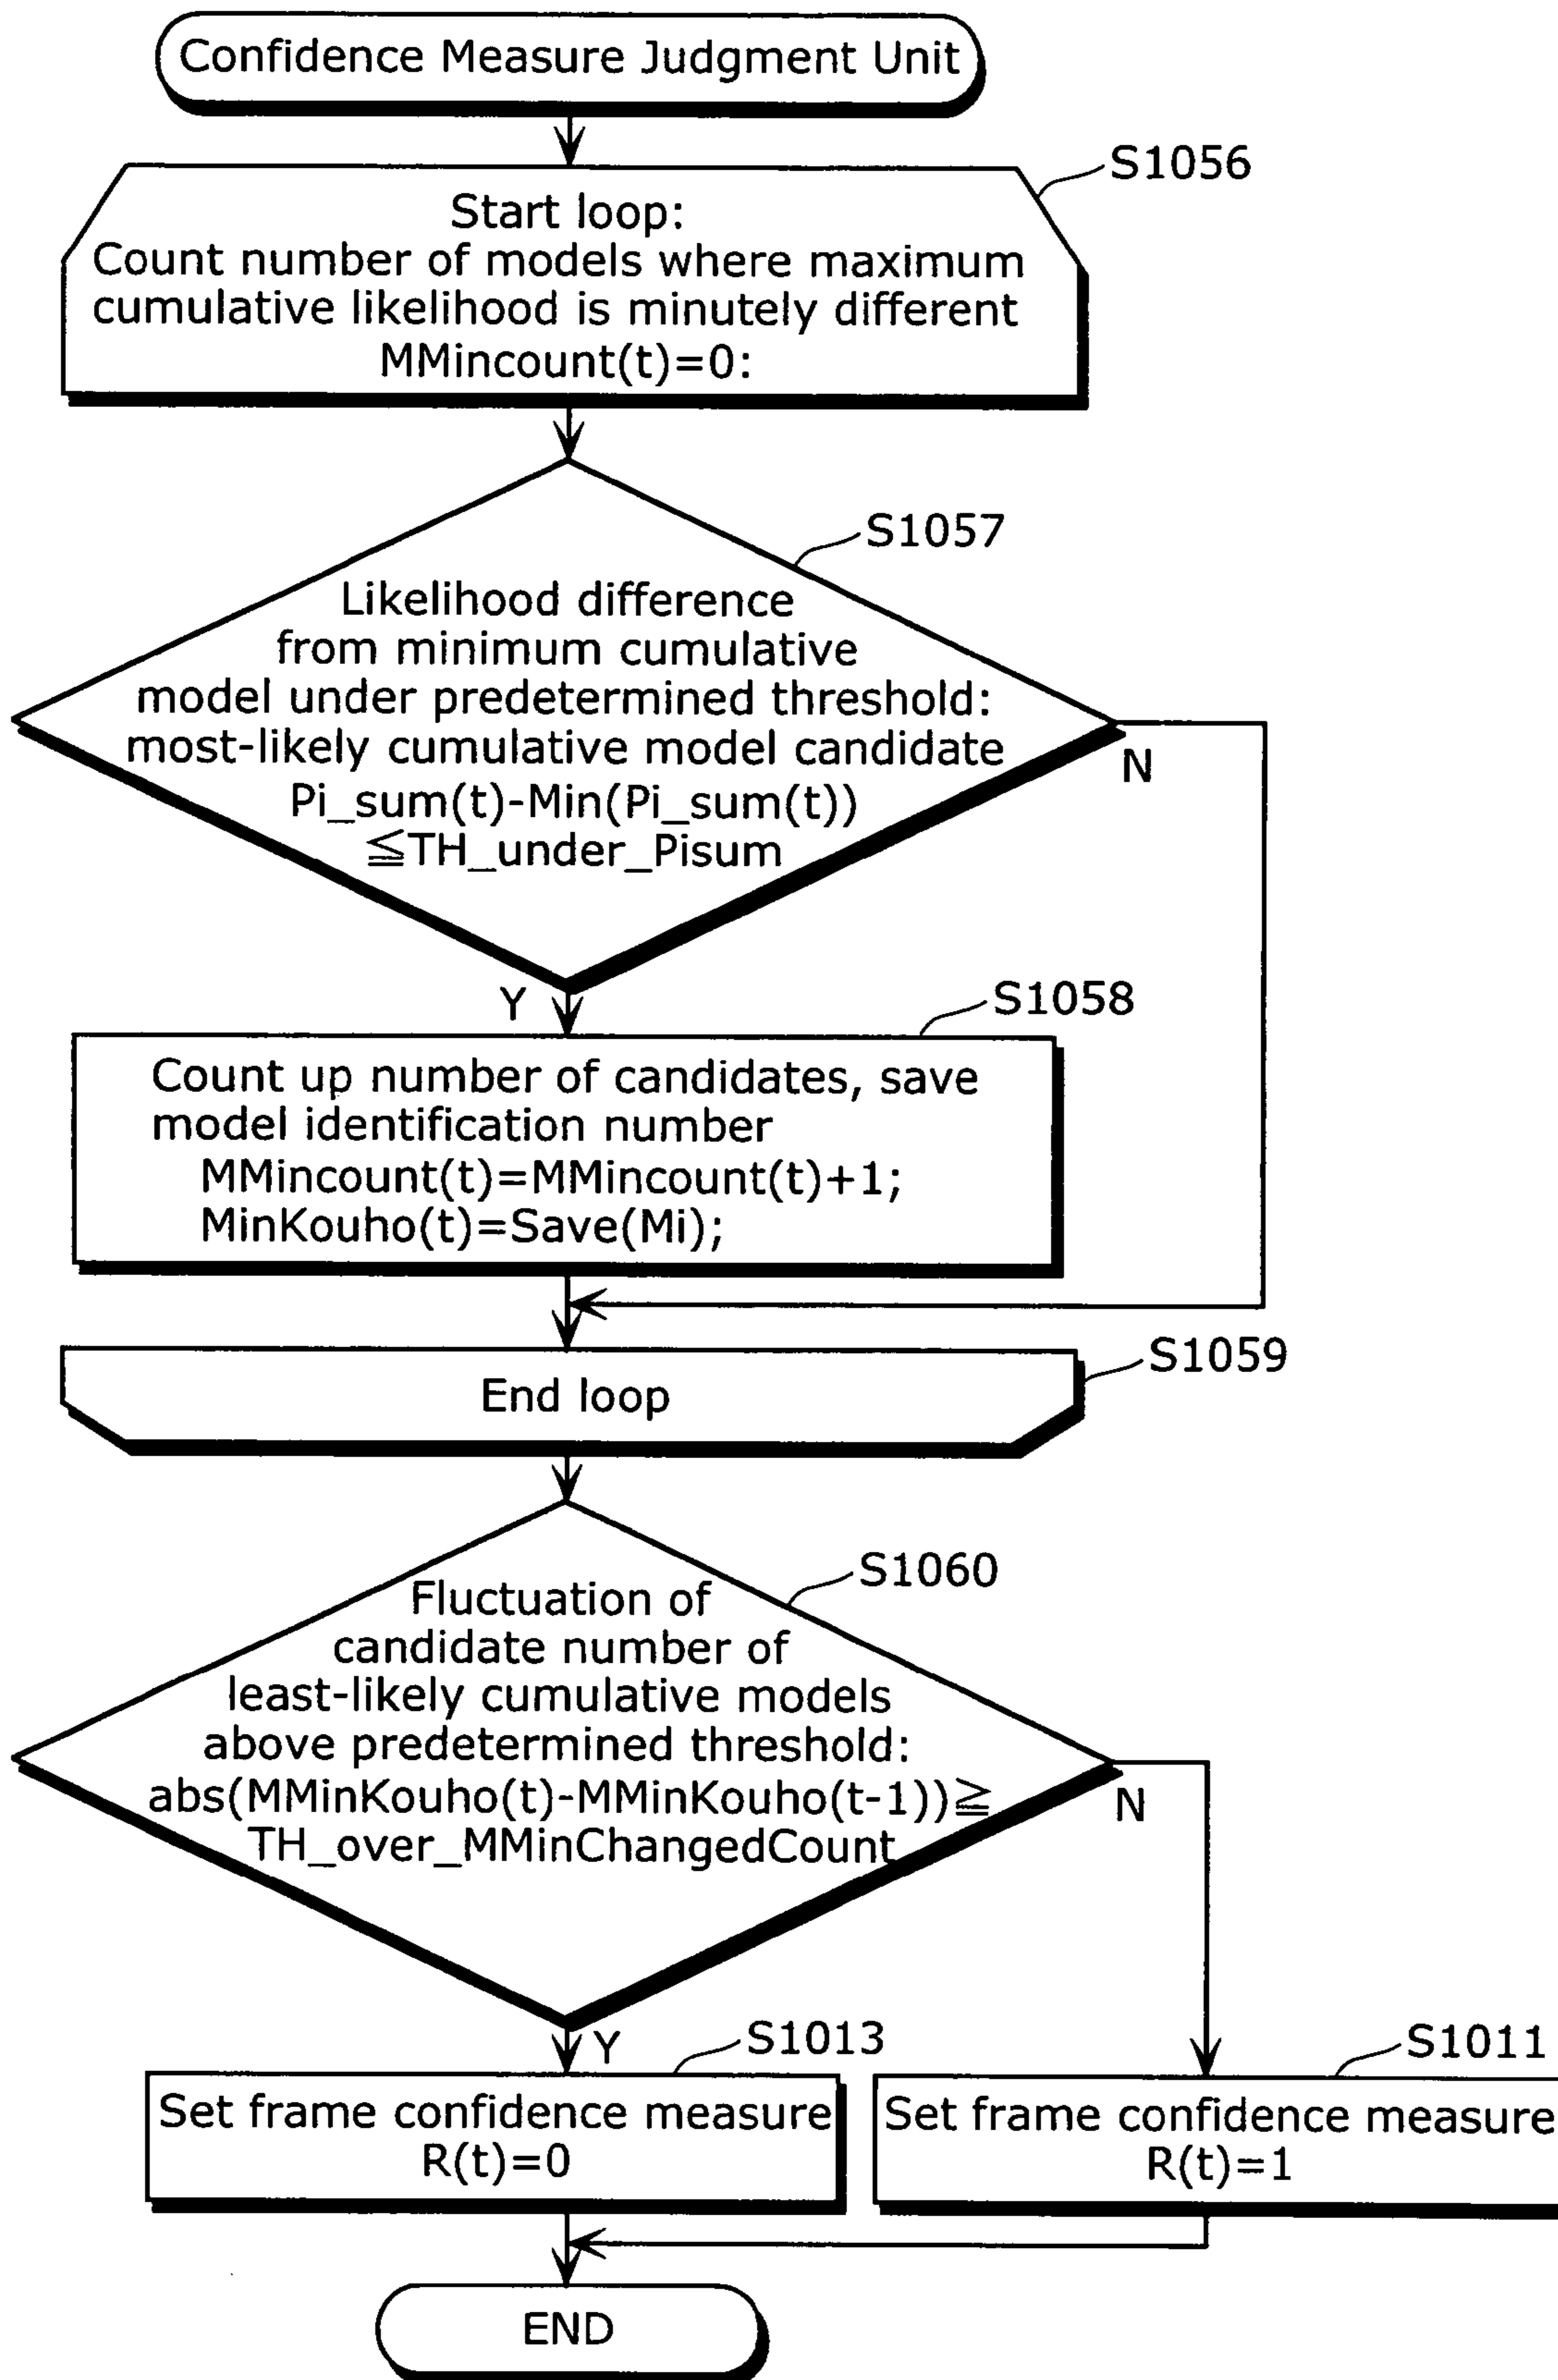 Confidence Measure Judgment Unit
S1056
Start loop:
Count number of models where maximum
cumulative likelihood is minutely different
MMincount(t)=0:
S1057
Likelihood difference
from minimum cumulative
model under predetermined threshold:
most-likely cumulative model candidate
Pi_sum(t)-Min(Pi_sum(t))
≦TH_under_Pisum
N
Y
S1058
Count up number of candidates, save
model identification number
MMincount(t)=MMincount(t)+1;
MinKouho(t)=Save(Mi);
S1059
End loop
S1060
Fluctuation of
candidate number of
least-likely cumulative models
above predetermined threshold:
abs(MMinKouho(t)-MMinKouho(t-1))≧
TH_over_MMinChangedCount
N
Y
S1013
Set frame confidence measure
R(t)=0
S1011
Set frame confidence measure
R(t)=1
END